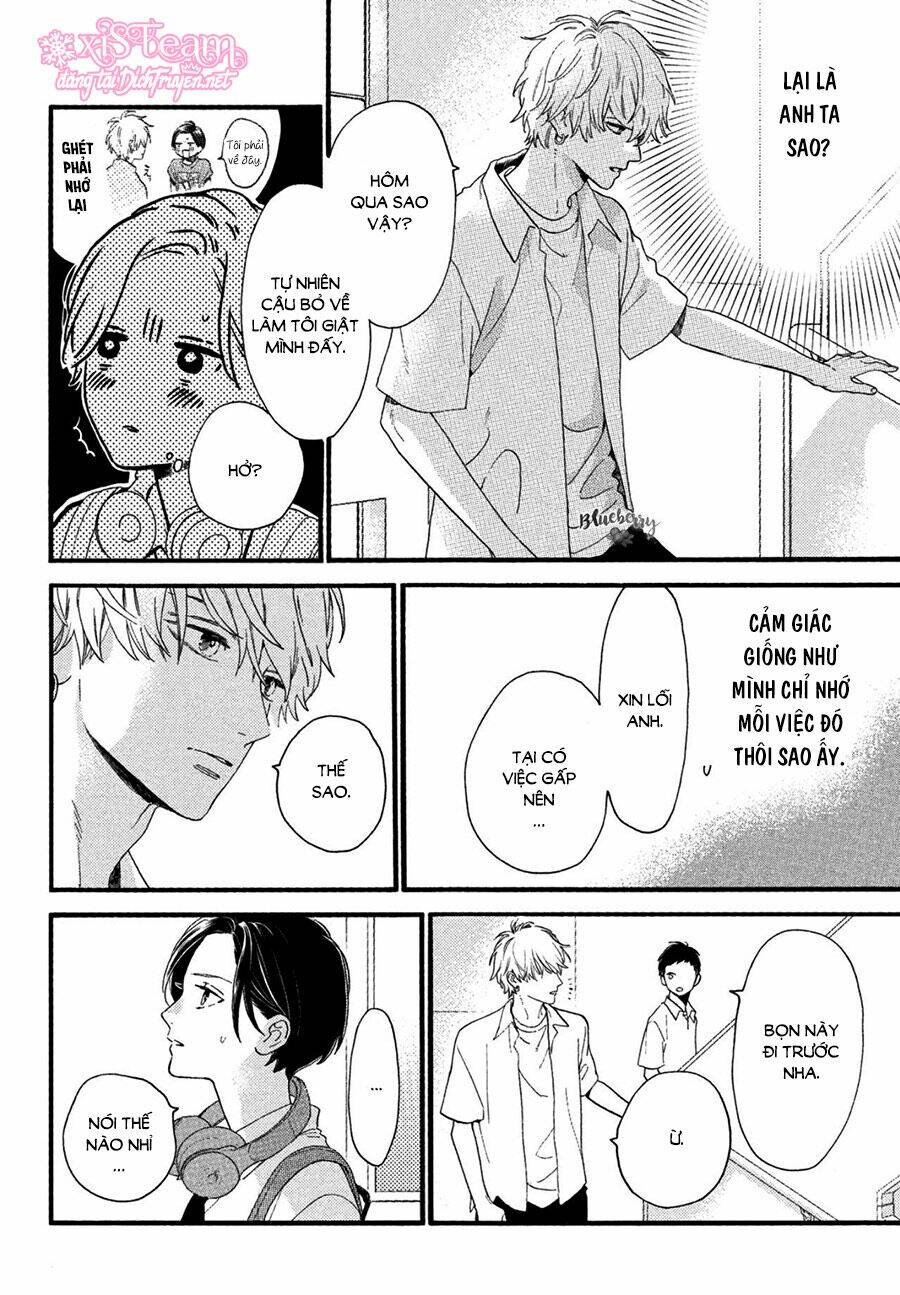 xisTeam
đăng tại DichTruyen.net
LẠI LÀ
ANH TA
SAO?
HÔM
QUA SAO
VẬY?
TỰ NHIÊN
CẬU BỎ VỀ
LÀM TÔI GIẬT
MÌNH ĐẤY.
Tôi phải
về đây.
GHÉT
PHẢI
NHỚ
LẠI
HỞ?
Blueberry
CẢM GIÁC
GIỐNG NHƯ
MÌNH CHỈ NHỚ
MỖI VIỆC ĐÓ
THÔI SAO ẤY.
XIN LỖI
ANH.
TẠI CÓ
VIỆC GẤP
NÊN
...
THẾ
SAO.
BỌN NÀY
ĐI TRƯỚC
NHA.
Ừ.
...
NÓI THẾ
NÀO NHỈ
...